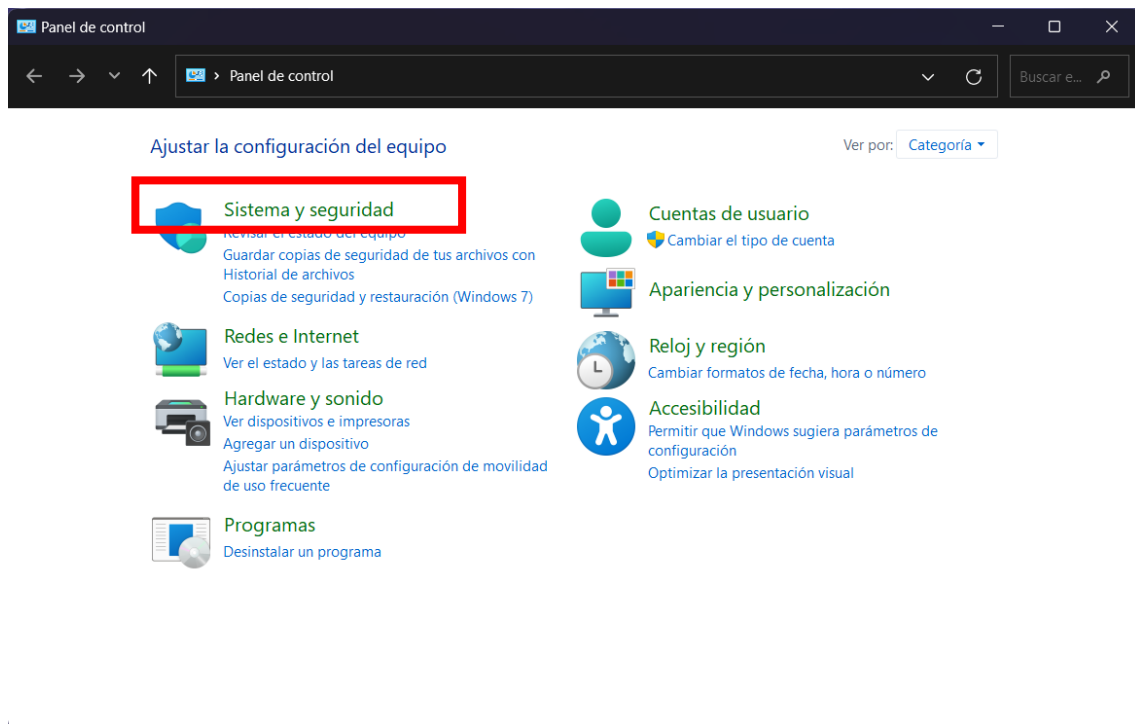 Panel de control
Panel de control
Buscar e...
Ajustar la configuración del equipo
Ver por:
Categoría
Sistema y seguridad
Revisar el estado del equipo
Guardar copias de seguridad de tus archivos con
Historial de archivos
Copias de seguridad y restauración (Windows 7)
Redes e Internet
Ver el estado y las tareas de red
Hardware y sonido
Ver dispositivos e impresoras
Agregar un dispositivo
Ajustar parámetros de configuración de movilidad
de uso frecuente
Programas
Desinstalar un programa
Cuentas de usuario
Cambiar el tipo de cuenta
Apariencia y personalización
Reloj y región
Cambiar formatos de fecha, hora o número
Accesibilidad
Permitir que Windows sugiera parámetros de
configuración
Optimizar la presentación visual